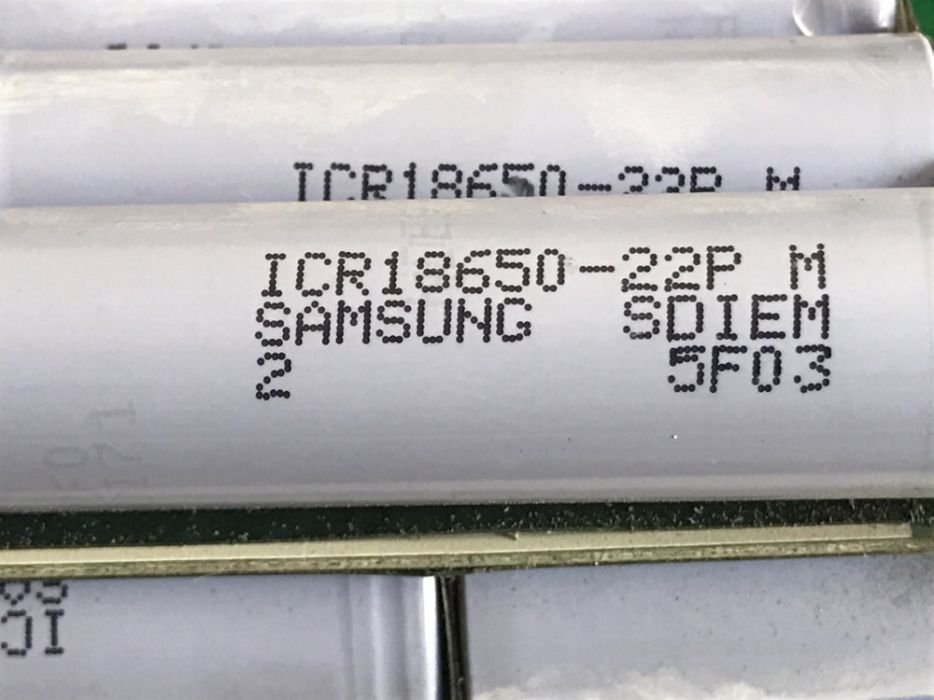 ICR18650-22P M
ICR18650-22P M
SAMSUNG SDIEM
2 5F03